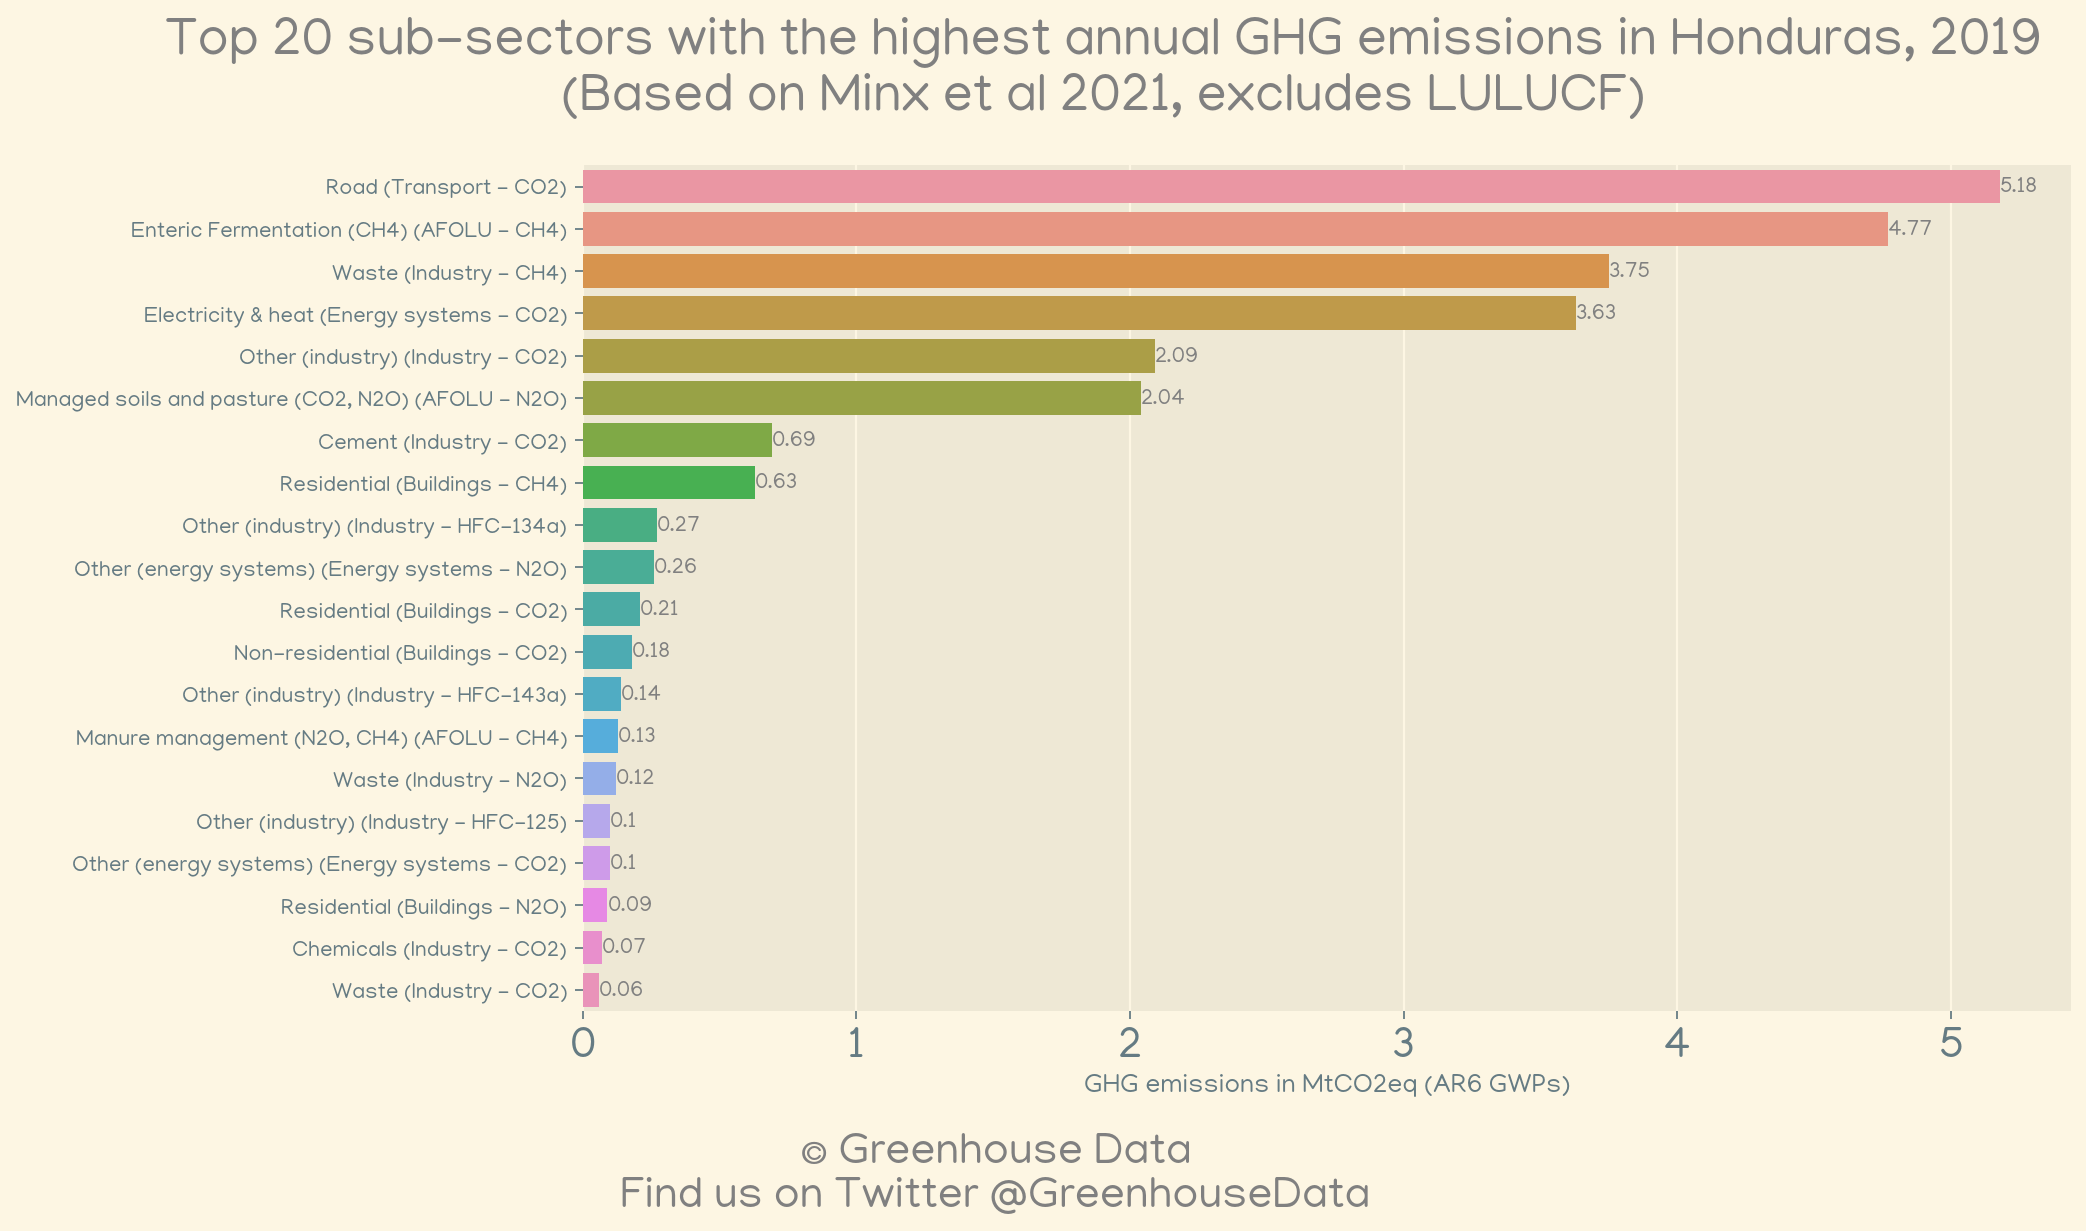 Top 20 sub-sectors with the highest annual GHG emissions in Honduras, 2019
(Based on Minx et al 2021, excludes LULUCF)
Road (Transport - CO2) 5.18
Enteric Fermentation (CH4) (AFOLU - CH4) 4.77
Waste (Industry - CH4) 3.75
Electricity & heat (Energy systems - CO2) 3.63
Other (industry) (Industry - CO2) 2.09
Managed soils and pasture (CO2, N2O) (AFOLU - N2O) 2.04
Cement (Industry - CO2) 0.69
Residential (Buildings - CH4) 0.63
Other (industry) (Industry - HFC-134a) 0.27
Other (energy systems) (Energy systems - N2O) 0.26
Residential (Buildings - CO2) 0.21
Non-residential (Buildings - CO2) 0.18
Other (industry) (Industry - HFC-143a) 0.14
Manure management (N2O, CH4) (AFOLU - CH4) 0.13
Waste (Industry - N2O) 0.12
Other (industry) (Industry - HFC-125) 0.1
Other (energy systems) (Energy systems - CO2) 0.1
Residential (Buildings - N2O) 0.09
Chemicals (Industry - CO2) 0.07
Waste (Industry - CO2) 0.06
0 1 2 3 4 5
GHG emissions in MtCO2eq (AR6 GWPs)
© Greenhouse Data
Find us on Twitter @GreenhouseData